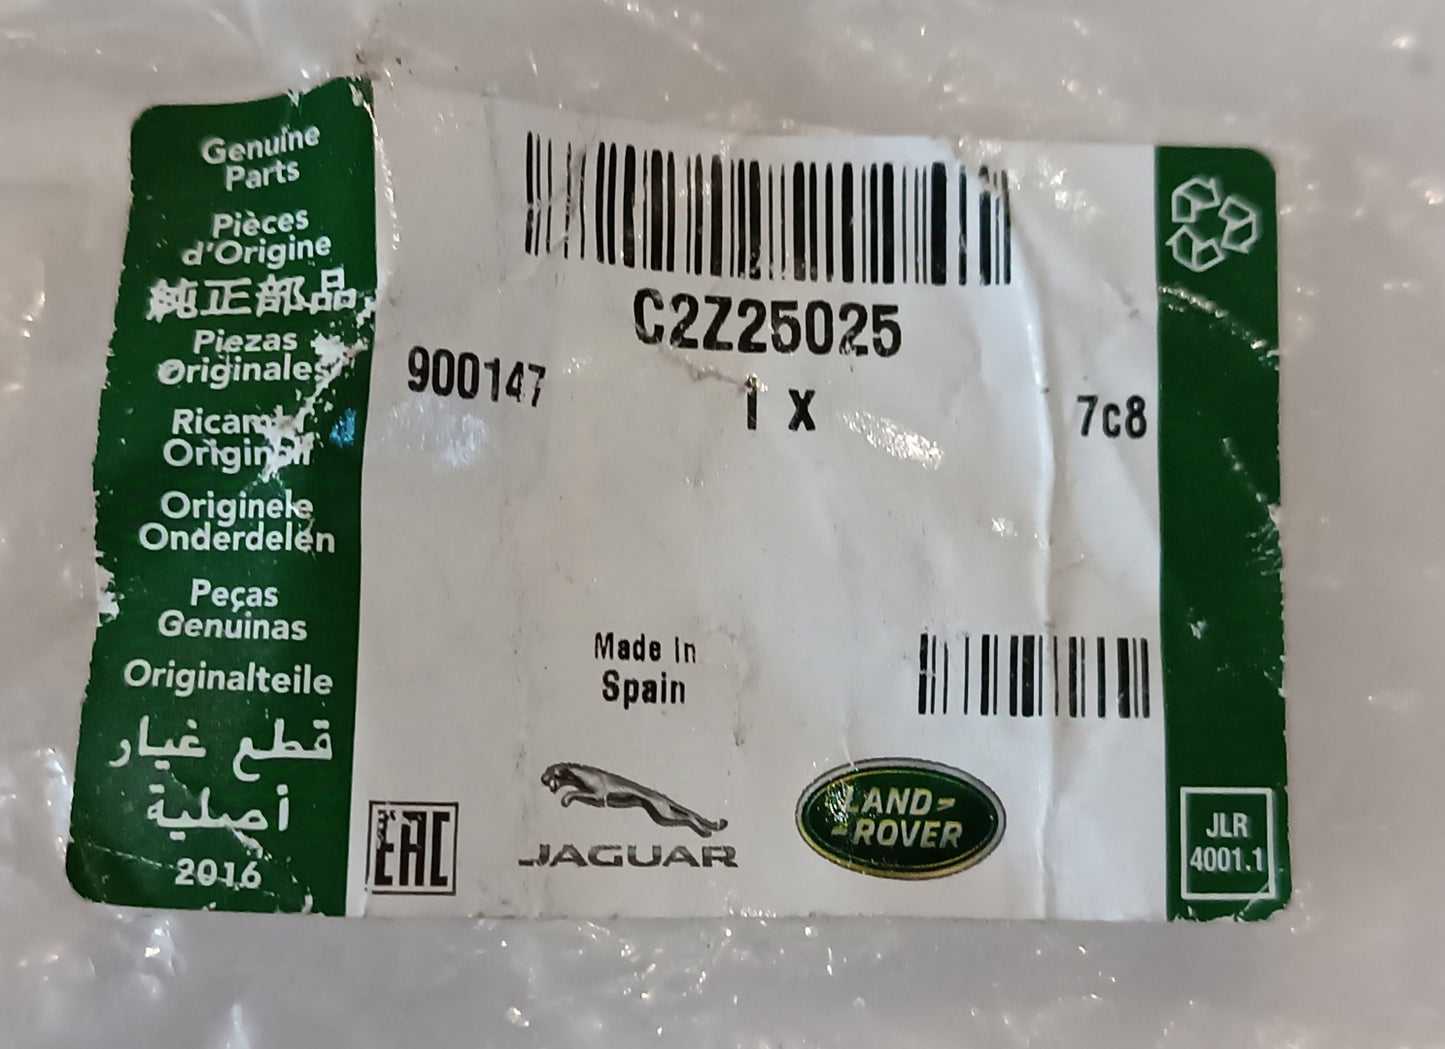 Genuine
Parts
Pièces
d'Origine
純正部品
Piezas
Originales
Ricambi
Originali
Originele
Onderdelen
Peças
Genuinas
Originalteile
قطع غيار
أصلية
2016
C2Z25025
900147
1 X
7c8
Made in
Spain
EAC
JAGUAR
LAND-
-ROVER
JLR
4001.1